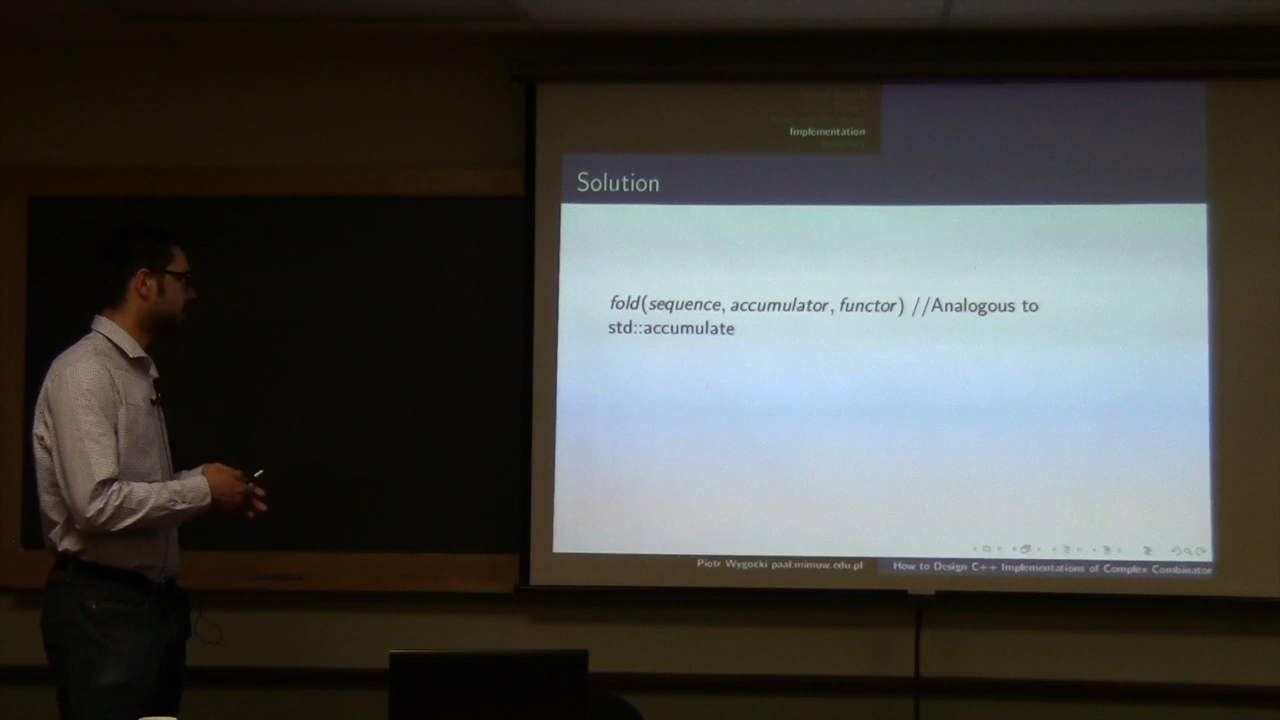 Implementation
Solution
fold(sequence, accumulator, functor) //Analogous to
std::accumulate
Piotr Wygocki paal.mimuw.edu.pl
How to Design C++ Implementations of Complex Combinator